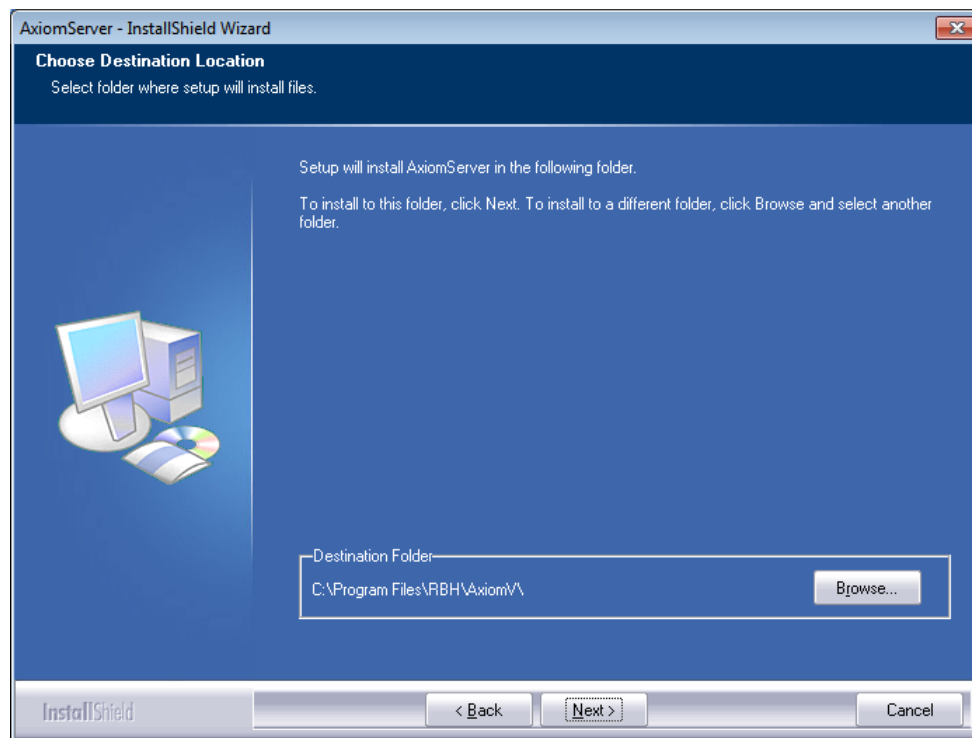 AxiomServer - InstallShield Wizard
Choose Destination Location
Select folder where setup will install files.
Setup will install AxiomServer in the following folder.
To install to this folder, click Next. To install to a different folder, click Browse and select another
folder.
Destination Folder
C:\Program Files\RBH\AxiomV\
Browse...
InstallShield
< Back
Next >
Cancel